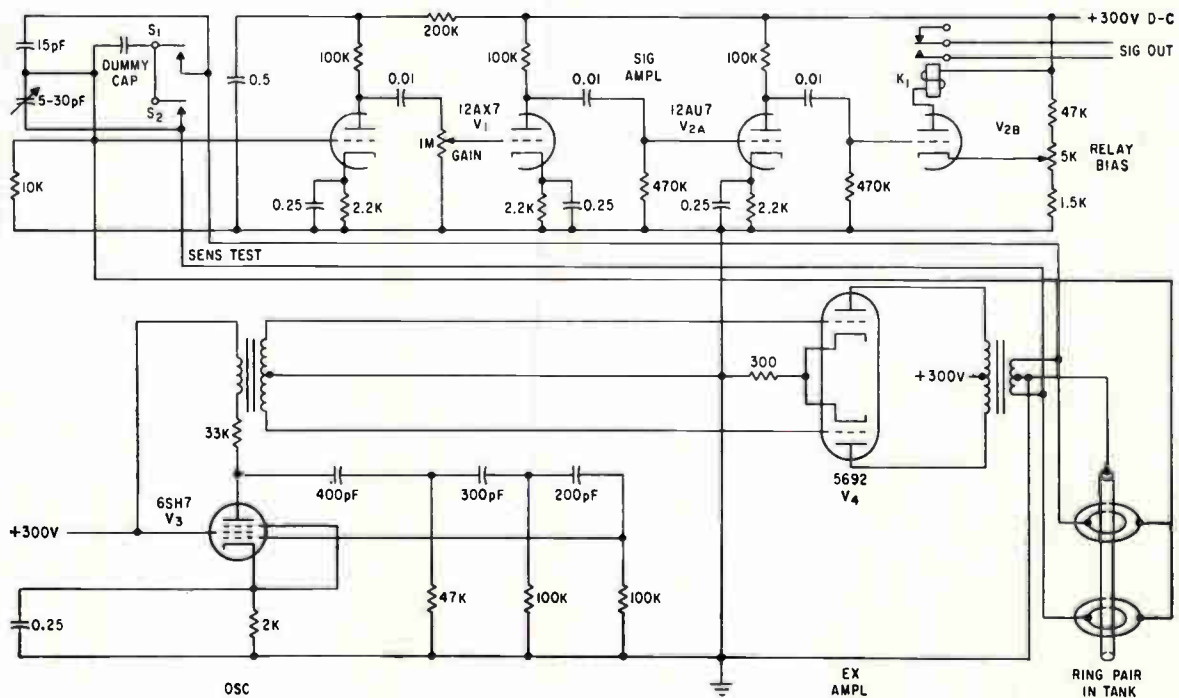 +300V D-C
200K
15pF
S1
DUMMY CAP
5-30pF
S2
0.5
100K
0.01
12AX7
V1
1M
GAIN
100K
0.01
SIG AMPL
12AU7
V2A
100K
0.01
K1
SIG OUT
V2B
47K
5K
RELAY BIAS
1.5K
10K
0.25
2.2K
2.2K
0.25
470K
0.25
2.2K
470K
SENS TEST
300
+300V
5692
V4
33K
400pF
300pF
200pF
6SH7
V3
+300V
0.25
2K
47K
100K
100K
OSC
EX AMPL
RING PAIR IN TANK